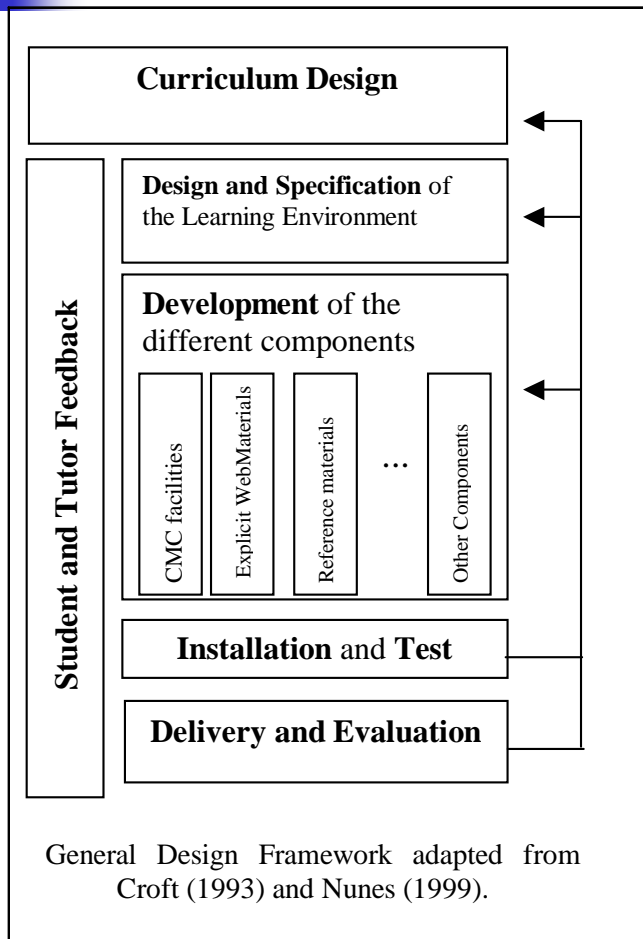 Curriculum Design
Student and Tutor Feedback
Design and Specification of
the Learning Environment
Development of the
different components
CMC facilities
Explicit WebMaterials
Reference materials
...
Other Components
Installation and Test
Delivery and Evaluation
General Design Framework adapted from
Croft (1993) and Nunes (1999).